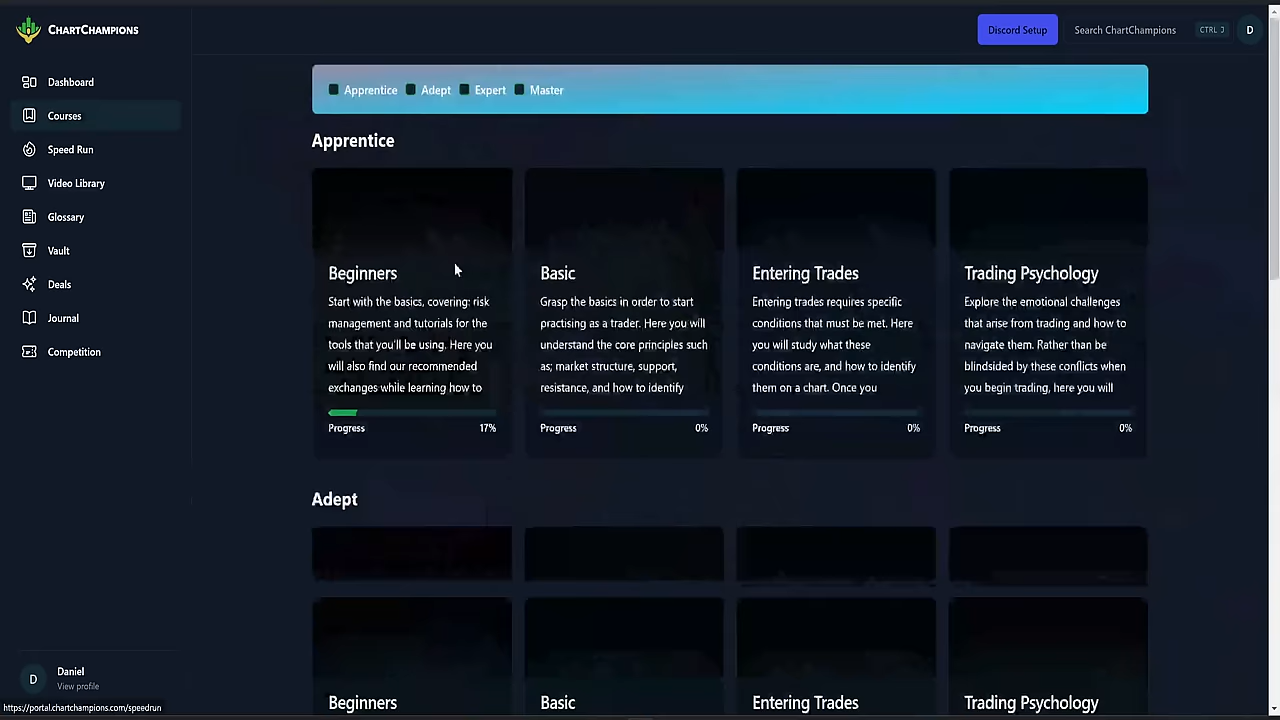 ChartChampions
Discord Setup
Search ChartChampions
CTRL J
D
Dashboard
Courses
Speed Run
Video Library
Glossary
Vault
Deals
Journal
Competition
Apprentice Adept Expert Master
Apprentice
Beginners
Start with the basics, covering: risk
management and tutorials for the
tools that you'll be using. Here you
will also find our recommended
exchanges while learning how to
Progress 17%
Basic
Grasp the basics in order to start
practising as a trader. Here you will
understand the core principles such
as; market structure, support,
resistance, and how to identify
Progress 0%
Entering Trades
Entering trades requires specific
conditions that must be met. Here
you will study what these
conditions are, and how to identify
them on a chart. Once you
Progress 0%
Trading Psychology
Explore the emotional challenges
that arise from trading and how to
navigate them. Rather than be
blindsided by these conflicts when
you begin trading, here you will
Progress 0%
Adept
Beginners
Basic
Entering Trades
Trading Psychology
D
Daniel
View profile
https://portal.chartchampions.com/speedrun